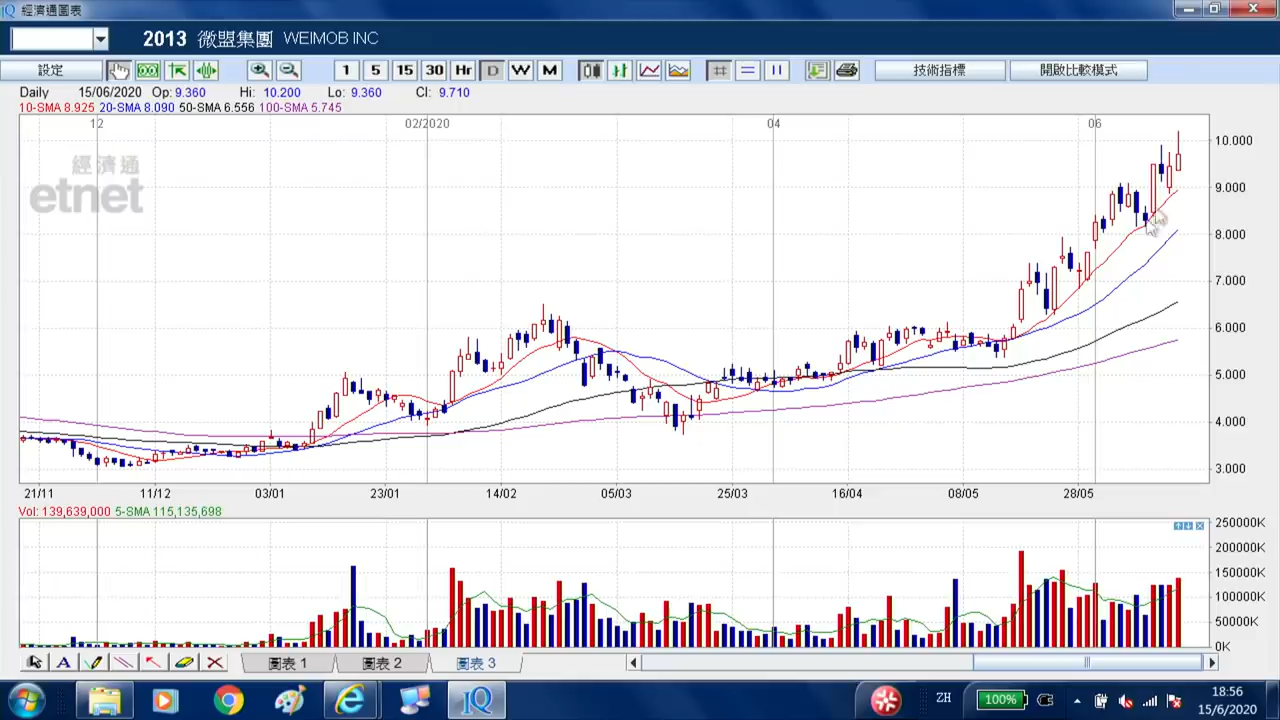 經濟通圖表
2013 微盟集團 WEIMOB INC
設定 1 5 15 30 Hr D W M 技術指標 開啟比較模式
Daily 15/06/2020 Op: 9.360 Hi: 10.200 Lo: 9.360 Cl: 9.710
10-SMA 8.925 20-SMA 8.090 50-SMA 6.556 100-SMA 5.745
12 02/2020 04 06
經濟通
etnet
10.000
9.000
8.000
7.000
6.000
5.000
4.000
3.000
21/11 11/12 03/01 23/01 14/02 05/03 25/03 16/04 08/05 28/05
Vol: 139,639,000 5-SMA 115,135,698
250000K
200000K
150000K
100000K
50000K
0K
A 圖表 1 圖表 2 圖表 3
IQ ZH 100% 18:56
15/6/2020